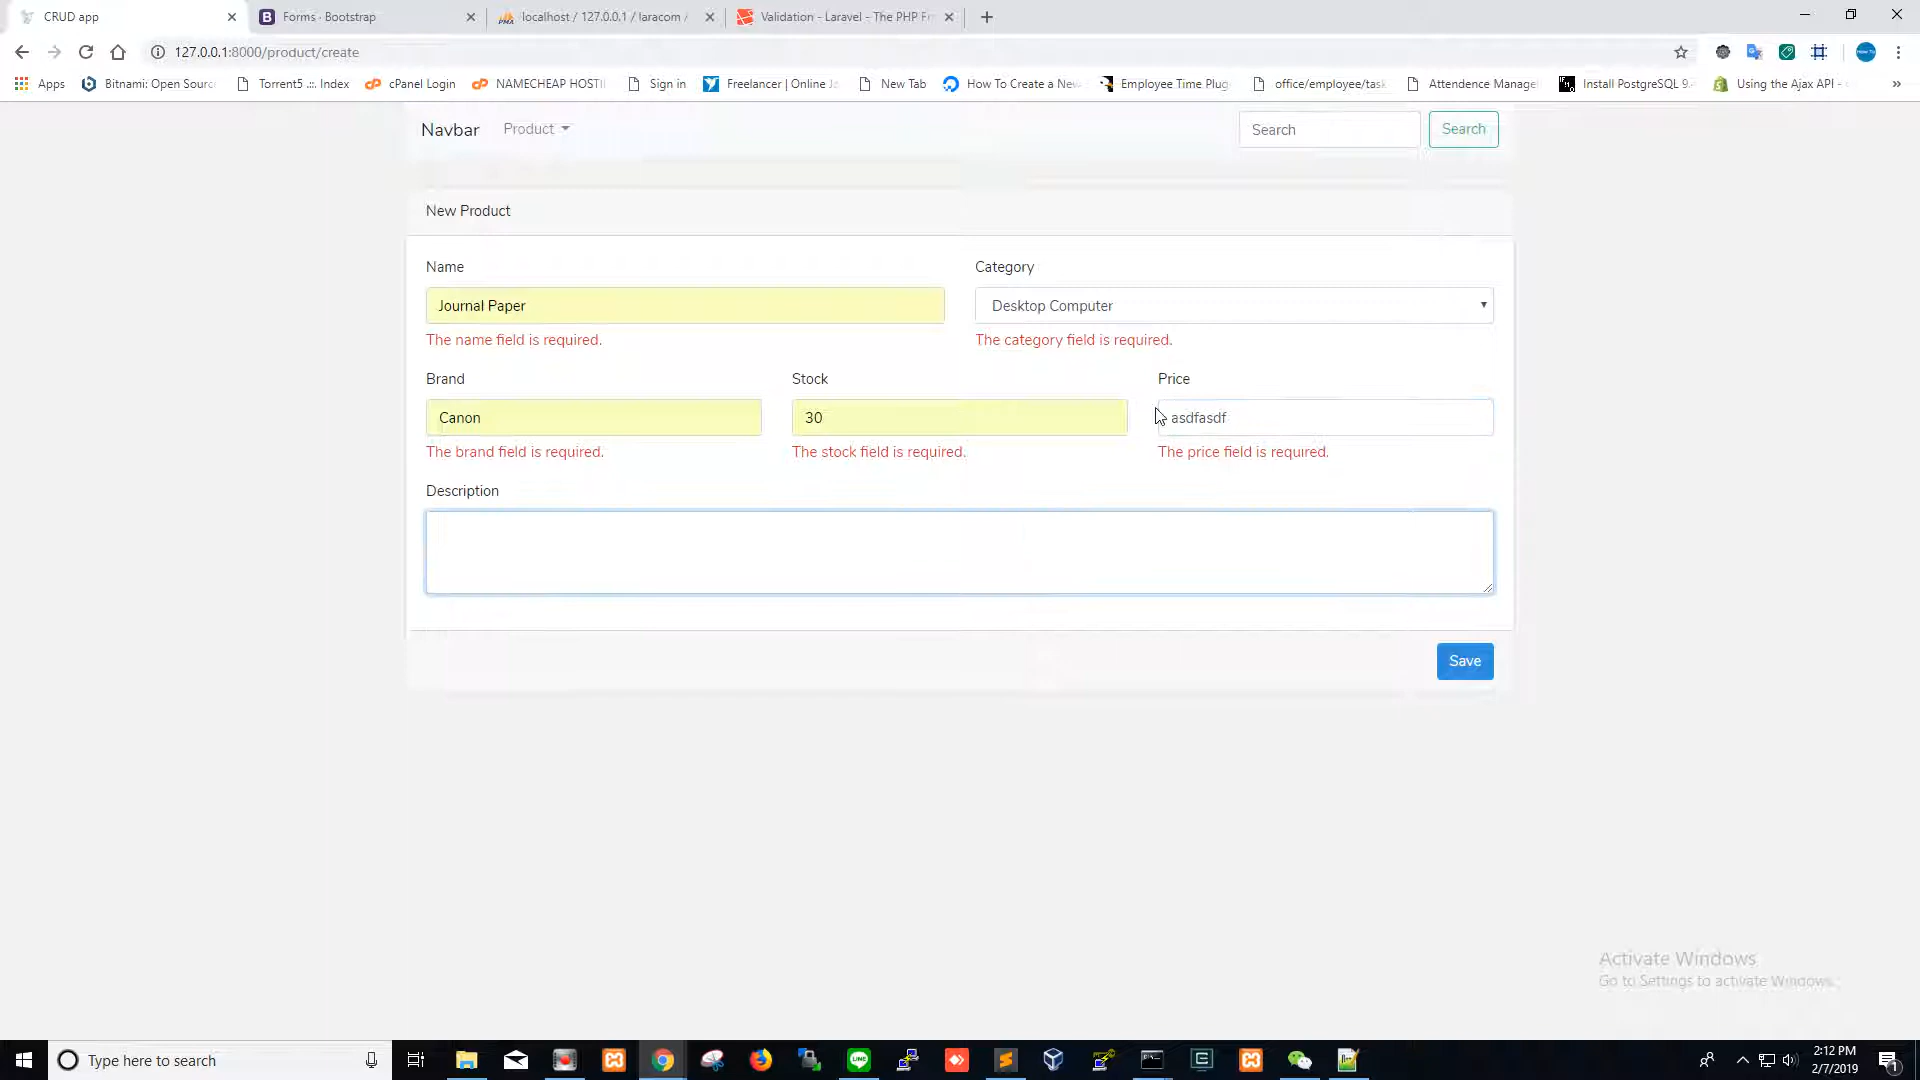 CRUD app
Forms · Bootstrap
localhost / 127.0.0.1 / laracom /
Validation - Laravel - The PHP Fr
127.0.0.1:8000/product/create
Apps
Bitnami: Open Sourc
Torrent5 .:. Index
cPanel Login
NAMECHEAP HOSTI
Sign in
Freelancer | Online Jo
New Tab
How To Create a New
Employee Time Plug
office/employee/task
Attendence Manage
Install PostgreSQL 9.
Using the Ajax API -
Navbar
Product
Search
Search
New Product
Name
Category
Journal Paper
Desktop Computer
The name field is required.
The category field is required.
Brand
Stock
Price
Canon
30
asdfasdf
The brand field is required.
The stock field is required.
The price field is required.
Description
Save
Activate Windows
Go to Settings to activate Windows.
Type here to search
2:12 PM
2/7/2019